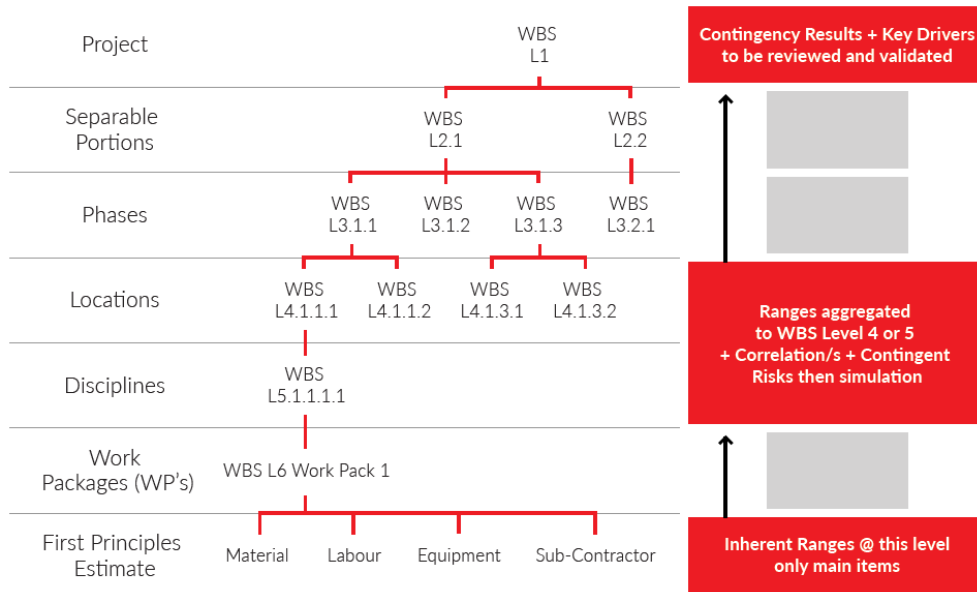 Project
WBS
L1
Contingency Results + Key Drivers
to be reviewed and validated
Separable
Portions
WBS
L2.1
WBS
L2.2
Phases
WBS
L3.1.1
WBS
L3.1.2
WBS
L3.1.3
WBS
L3.2.1
Locations
WBS
L4.1.1.1
WBS
L4.1.1.2
WBS
L4.1.3.1
WBS
L4.1.3.2
Ranges aggregated
to WBS Level 4 or 5
+ Correlation/s + Contingent
Risks then simulation
Disciplines
WBS
L5.1.1.1.1
Work
Packages (WP's)
WBS L6 Work Pack 1
First Principles
Estimate
Material
Labour
Equipment
Sub-Contractor
Inherent Ranges @ this level
only main items